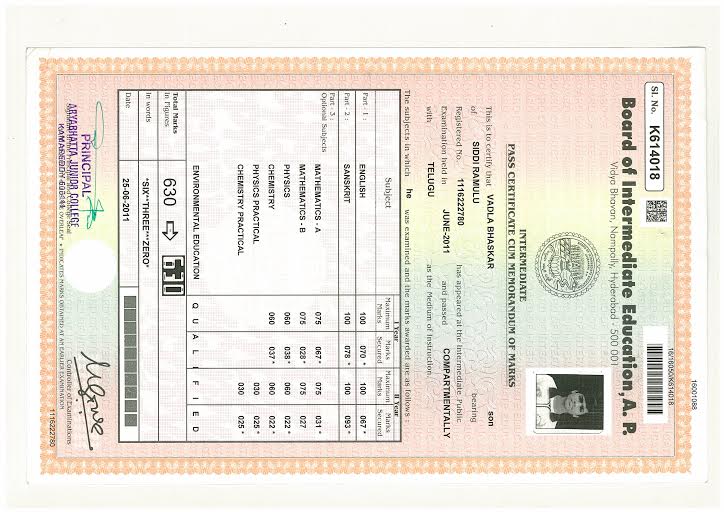 Board of Intermediate Education, A. P.
Vidya Bhavan, Nampally, Hyderabad - 500 001
Sl. No. K614018
16001088
INTERMEDIATE
PASS CERTIFICATE CUM MEMORANDUM OF MARKS
This is to certify that VADLA BHASKAR son
of SIDDI RAMULU bearing
Registered No. 1116222780 has appeared at the Intermediate Public
Examination held in JUNE-2011 and passed COMPARTMENTALLY
with TELUGU as the Medium of Instruction.
The subjects in which he was examined and the marks awarded are as follows :
Subject I Year II Year
Maximum Marks Marks Secured Maximum Marks Marks Secured
Part - 1 : ENGLISH 100 070 * 100 067 *
Part - 2 : SANSKRIT 100 078 * 100 093 *
Part - 3 :
Optional Subjects
MATHEMATICS - A 075 067 * 075 031 *
MATHEMATICS - B 075 028 * 075 027
PHYSICS 060 038 * 060 022 *
CHEMISTRY 060 037 * 060 022 *
PHYSICS PRACTICAL 030 025 *
CHEMISTRY PRACTICAL 030 025 *
ENVIRONMENTAL EDUCATION Q U A L I F I E D
Total Marks
In Figures 630
In words *SIX**THREE**ZERO*
Date 25-06-2011
PRINCIPAL
ARYABHATTA JUNIOR COLLEGE
Controller of Examinations
1116222780